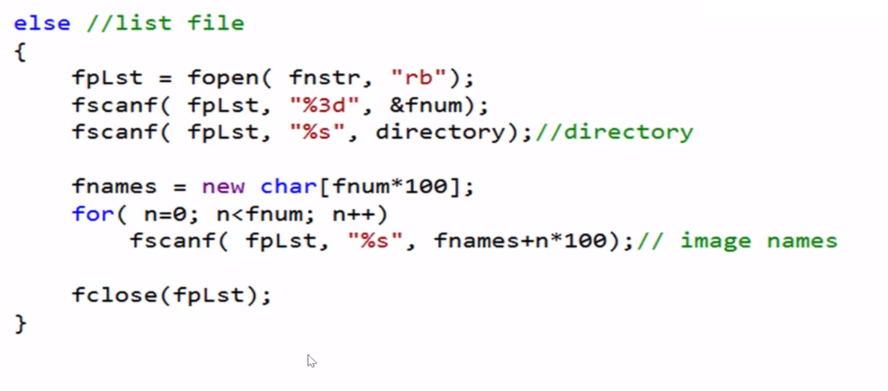 else //list file
{
fpLst = fopen( fnstr, "rb");
fscanf( fpLst, "%3d", &fnum);
fscanf( fpLst, "%s", directory);//directory
fnames = new char[fnum*100];
for( n=0; n<fnum; n++)
fscanf( fpLst, "%s", fnames+n*100);// image names
fclose(fpLst);
}